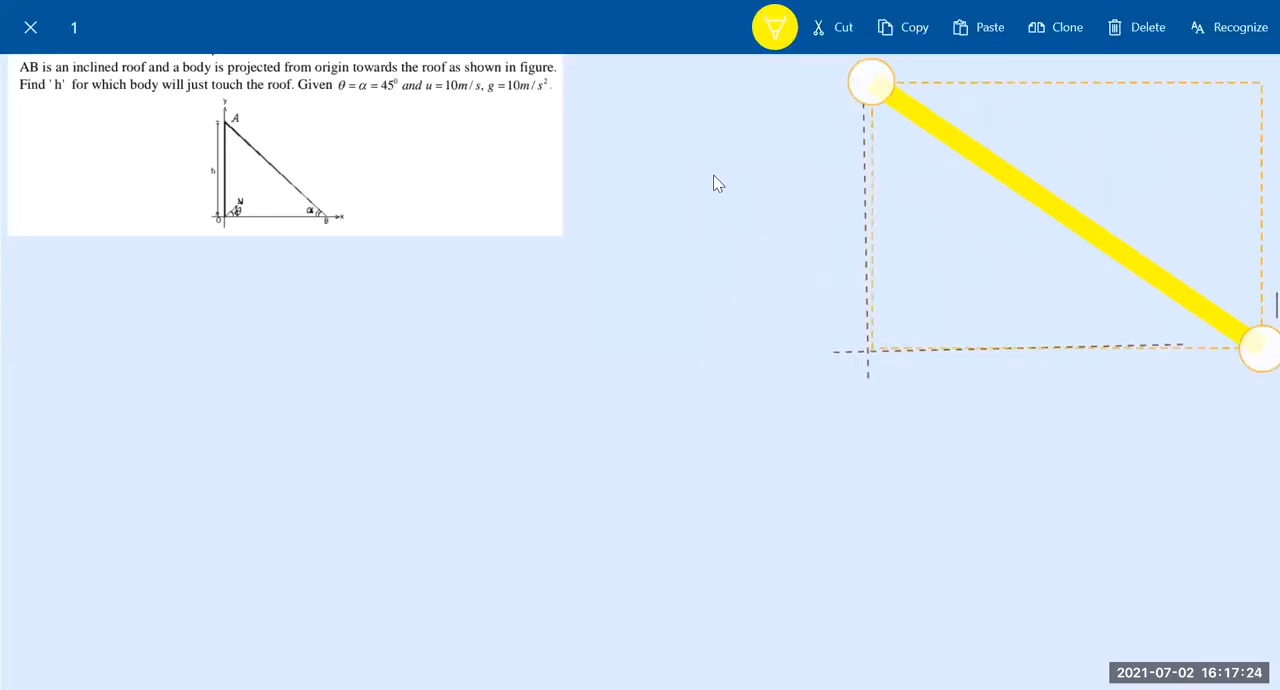 1
Cut
Copy
Paste
Clone
Delete
Recognize
AB is an inclined roof and a body is projected from origin towards the roof as shown in figure.
Find 'h' for which body will just touch the roof. Given θ = α = 45⁰ and u = 10m/s, g = 10m/s².
y
A
h
u
θ
α
O
B
x
2021-07-02 16:17:24